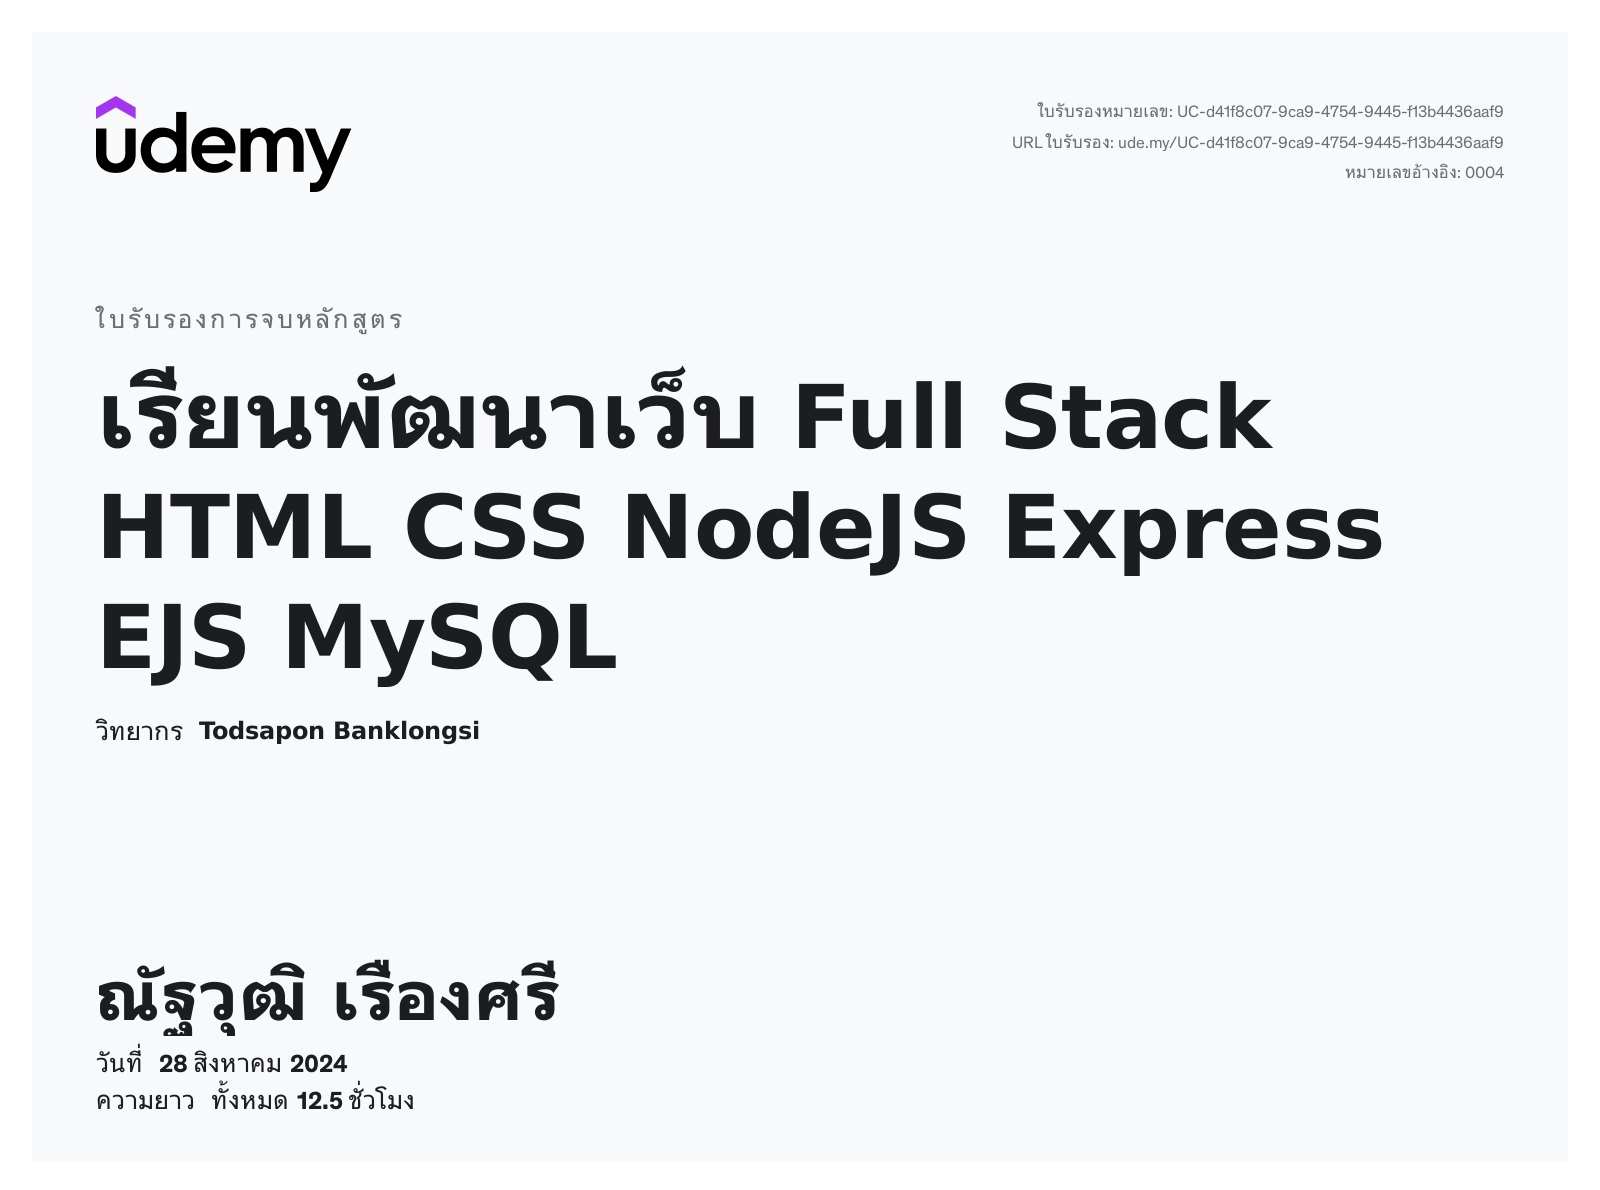 udemy
ใบรับรองหมายเลข: UC-d41f8c07-9ca9-4754-9445-f13b4436aaf9
URL ใบรับรอง: ude.my/UC-d41f8c07-9ca9-4754-9445-f13b4436aaf9
หมายเลขอ้างอิง: 0004
ใบรับรองการจบหลักสูตร
เรียนพัฒนาเว็บ Full Stack
HTML CSS NodeJS Express
EJS MySQL
วิทยากร Todsapon Banklongsi
ณัฐวุฒิ เรืองศรี
วันที่ 28 สิงหาคม 2024
ความยาว ทั้งหมด 12.5 ชั่วโมง